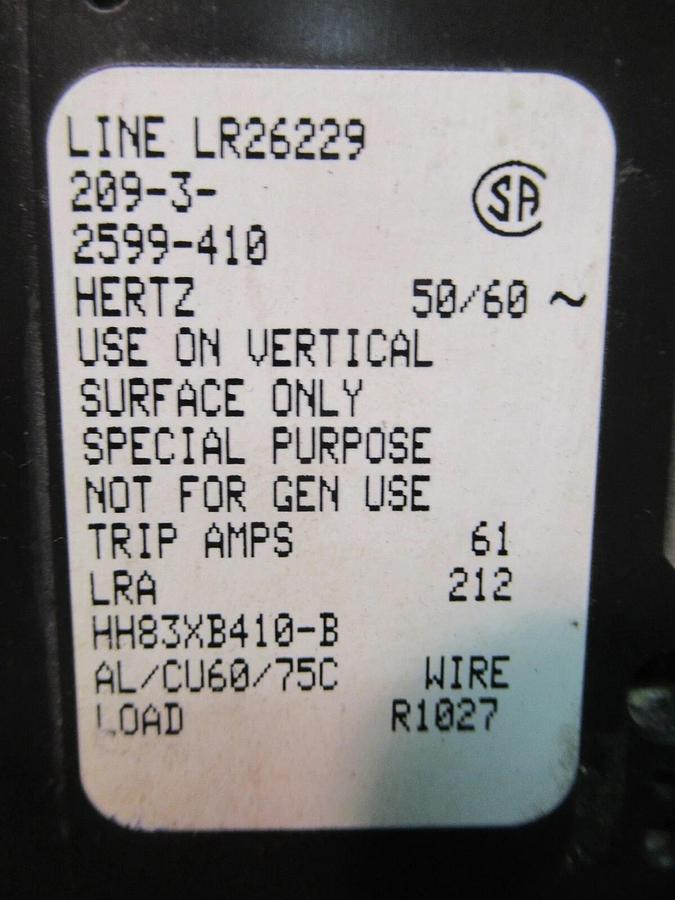 LINE LR26229
209-3-
SA
2599-410
HERTZ 50/60 ~
USE ON VERTICAL
SURFACE ONLY
SPECIAL PURPOSE
NOT FOR GEN USE
TRIP AMPS 61
LRA 212
HH83XB410-B
AL/CU60/75C WIRE
LOAD R1027